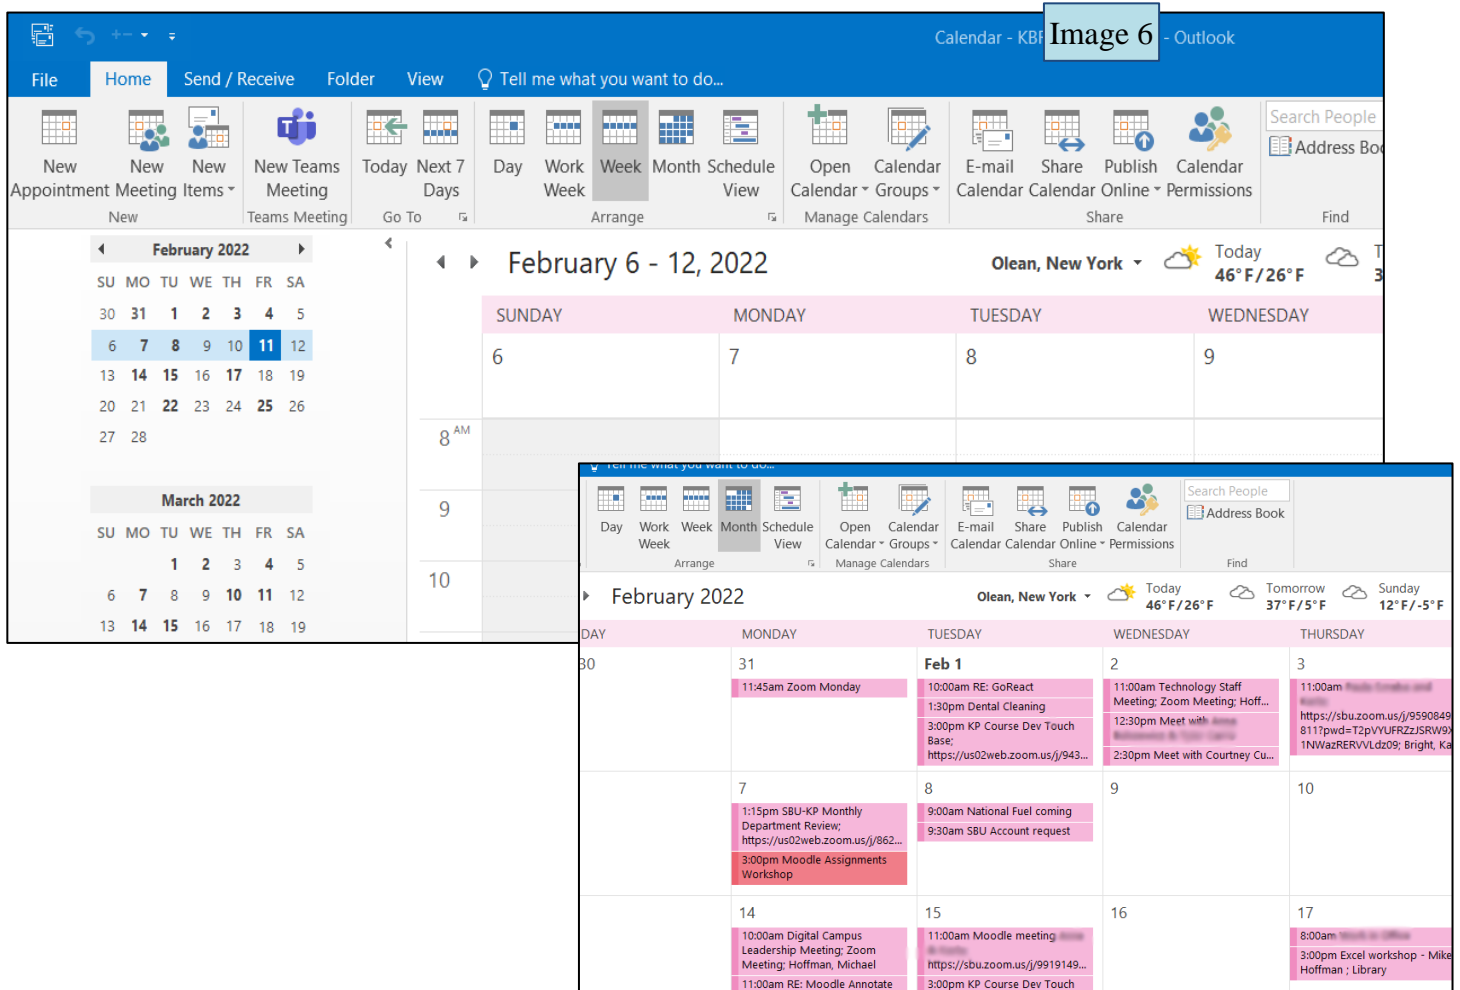 Calendar - KBF
Image 6
- Outlook
File Home Send / Receive Folder View Tell me what you want to do...
New Appointment
New Meeting
New Items
New Teams Meeting
Today
Next 7 Days
Day
Work Week
Week
Month
Schedule View
Open Calendar
Calendar Groups
E-mail Calendar
Share Calendar
Publish Online
Calendar Permissions
Search People
Address Boo
New
Teams Meeting
Go To
Arrange
Manage Calendars
Share
Find
February 2022
SU MO TU WE TH FR SA
30 31 1 2 3 4 5
6 7 8 9 10 11 12
13 14 15 16 17 18 19
20 21 22 23 24 25 26
27 28
March 2022
SU MO TU WE TH FR SA
1 2 3 4 5
6 7 8 9 10 11 12
13 14 15 16 17 18 19
February 6 - 12, 2022
Olean, New York
Today
46°F/26°F
T
3
SUNDAY MONDAY TUESDAY WEDNESDAY
6 7 8 9
8 AM
9
10
Tell me what you want to do...
Day
Work Week
Week
Month
Schedule View
Open Calendar
Calendar Groups
E-mail Calendar
Share Calendar
Publish Online
Calendar Permissions
Search People
Address Book
Arrange
Manage Calendars
Share
Find
February 2022
Olean, New York
Today
46°F/26°F
Tomorrow
37°F/5°F
Sunday
12°F/-5°F
DAY MONDAY TUESDAY WEDNESDAY THURSDAY
30
31
11:45am Zoom Monday
Feb 1
10:00am RE: GoReact
1:30pm Dental Cleaning
3:00pm KP Course Dev Touch
Base;
https://us02web.zoom.us/j/943...
2
11:00am Technology Staff
Meeting; Zoom Meeting; Hoff...
12:30pm Meet with
2:30pm Meet with Courtney Cu...
3
11:00am
https://sbu.zoom.us/j/9590849
811?pwd=T2pVYUFRZzJSRW9X
1NWazRERVVLdz09; Bright, Ka
7
1:15pm SBU-KP Monthly
Department Review;
https://us02web.zoom.us/j/862...
3:00pm Moodle Assignments
Workshop
8
9:00am National Fuel coming
9:30am SBU Account request
9
10
14
10:00am Digital Campus
Leadership Meeting; Zoom
Meeting; Hoffman, Michael
11:00am RE: Moodle Annotate
15
11:00am Moodle meeting
https://sbu.zoom.us/j/9919149...
3:00pm KP Course Dev Touch
16
17
8:00am
3:00pm Excel workshop - Mike
Hoffman ; Library